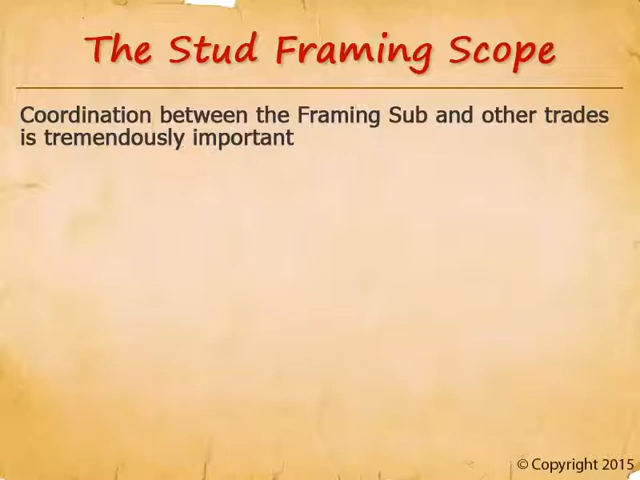 The Stud Framing Scope
Coordination between the Framing Sub and other trades
is tremendously important
© Copyright 2015